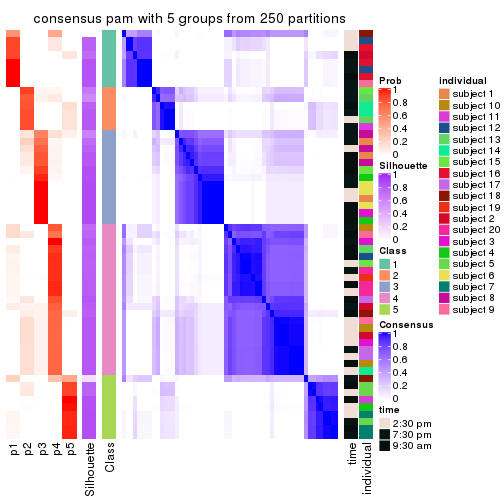 consensus pam with 5 groups from 250 partitions
Prob
1
0.8
0.6
0.4
0.2
0
Silhouette
1
0.8
0.6
0.4
0.2
0
Class
1
2
3
4
5
Consensus
1
0.8
0.6
0.4
0.2
0
time
2:30 pm
7:30 pm
9:30 am
individual
subject 1
subject 10
subject 11
subject 12
subject 13
subject 14
subject 15
subject 16
subject 17
subject 18
subject 19
subject 2
subject 20
subject 3
subject 4
subject 5
subject 6
subject 7
subject 8
subject 9
p1
p2
p3
p4
p5
Silhouette
Class
time
individual